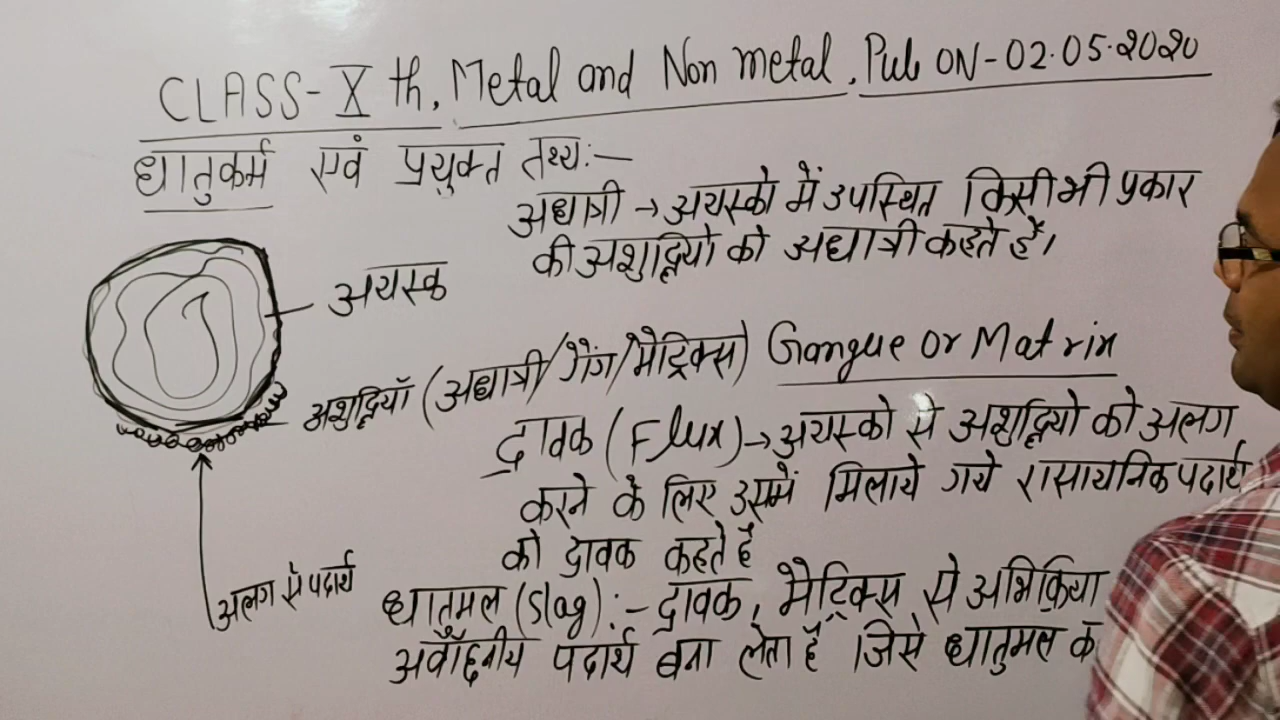 CLASS-X th, Metal and Non metal, Pub ON-02.05.2020
धातुकर्म एवं प्रयुक्त तथ्य:—
अधात्री → अयस्को में उपस्थित किसी भी प्रकार
की अशुद्धियो को अधात्री कहते हैं।
अयस्क
अशुद्धियाँ (अधात्री/गैंग/मैट्रिक्स) Gangue or Matrix
द्रावक (Flux) → अयस्को से अशुद्धियो को अलग
करने के लिए उसमें मिलाये गये रासायनिक पदार्थ
को द्रावक कहते है
अलग से पदार्थ
धातुमल (Slag):- द्रावक, मैट्रिक्स से अभिक्रिया
अवाँछनीय पदार्थ बना लेता है जिसे धातुमल क